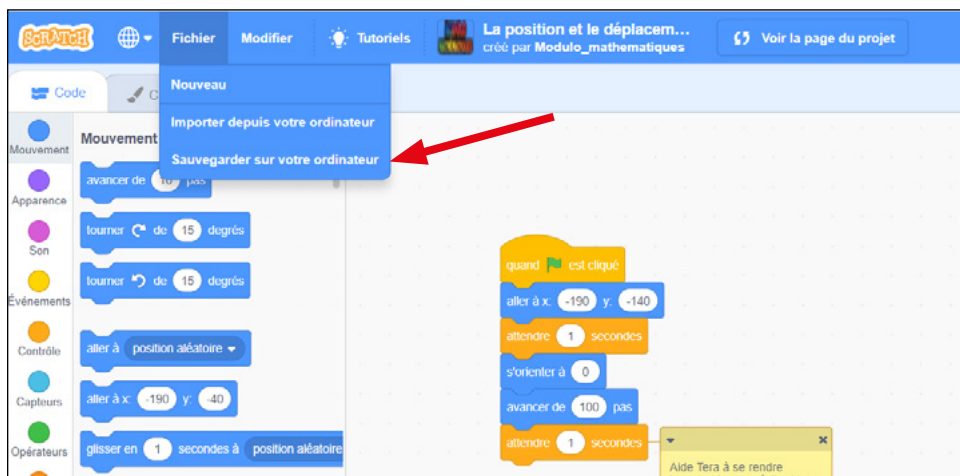 SCRATCH Fichier Modifier Tutoriels La position et le déplacem... Voir la page du projet
créé par Modulo_mathematiques
Code C
Nouveau
Importer depuis votre ordinateur
Sauvegarder sur votre ordinateur
Mouvement
Apparence
Son
Événements
Contrôle
Capteurs
Opérateurs
Mouvement
avancer de 10 pas
tourner de 15 degrés
tourner de 15 degrés
aller à position aléatoire
aller à x: -190 y: -40
glisser en 1 secondes à position aléatoire
quand est cliqué
aller à x: -190 y: -140
attendre 1 secondes
s'orienter à 0
avancer de 100 pas
attendre 1 secondes
Aide Tera à se rendre